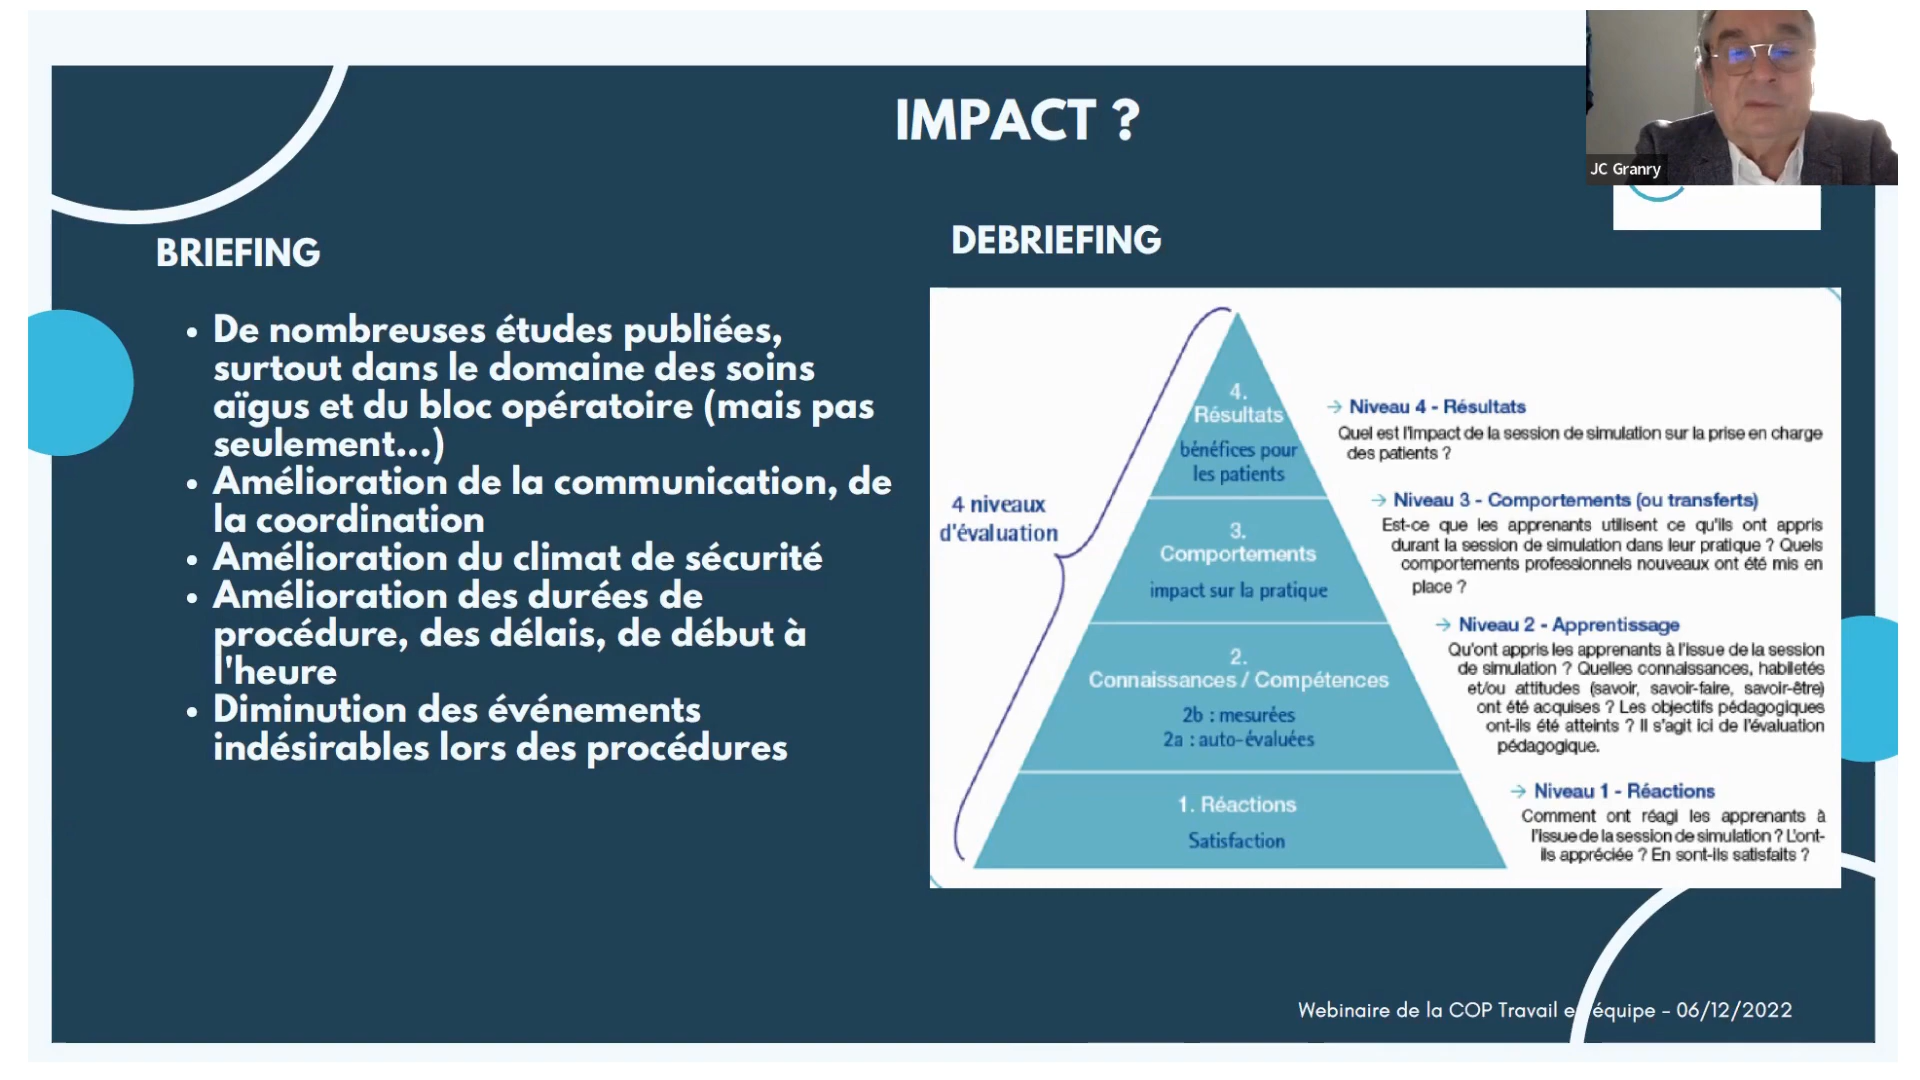 IMPACT ?
JC Granry
BRIEFING
• De nombreuses études publiées,
surtout dans le domaine des soins
aïgus et du bloc opératoire (mais pas
seulement...)
• Amélioration de la communication, de
la coordination
• Amélioration du climat de sécurité
• Amélioration des durées de
procédure, des délais, de début à
l'heure
• Diminution des événements
indésirables lors des procédures
DEBRIEFING
4 niveaux
d'évaluation
4.
Résultats
bénéfices pour
les patients
3.
Comportements
impact sur la pratique
2.
Connaissances / Compétences
2b : mesurées
2a : auto-évaluées
1. Réactions
Satisfaction
→ Niveau 4 - Résultats
Quel est l'impact de la session de simulation sur la prise en charge
des patients ?
→ Niveau 3 - Comportements (ou transferts)
Est-ce que les apprenants utilisent ce qu'ils ont appris
durant la session de simulation dans leur pratique ? Quels
comportements professionnels nouveaux ont été mis en
place ?
→ Niveau 2 - Apprentissage
Qu'ont appris les apprenants à l'issue de la session
de simulation ? Quelles connaissances, habiletés
et/ou attitudes (savoir, savoir-faire, savoir-être)
ont été acquises ? Les objectifs pédagogiques
ont-ils été atteints ? Il s'agit ici de l'évaluation
pédagogique.
→ Niveau 1 - Réactions
Comment ont réagi les apprenants à
l'issue de la session de simulation ? L'ont-
ils appréciée ? En sont-ils satisfaits ?
Webinaire de la COP Travail en équipe - 06/12/2022